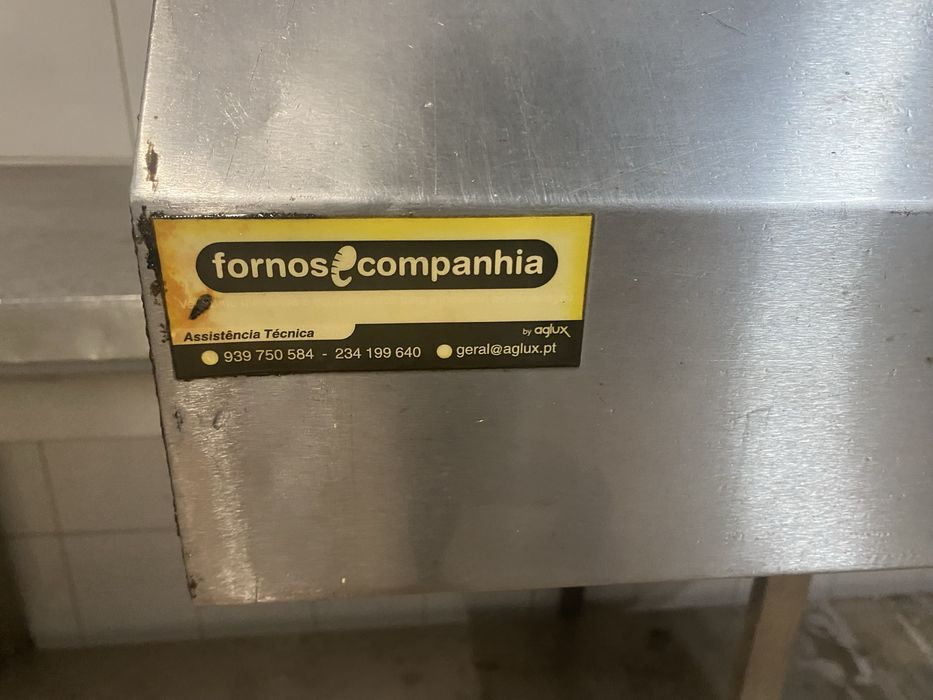 fornos e companhia
Assistência Técnica
by aglux
939 750 584 - 234 199 640 geral@aglux.pt